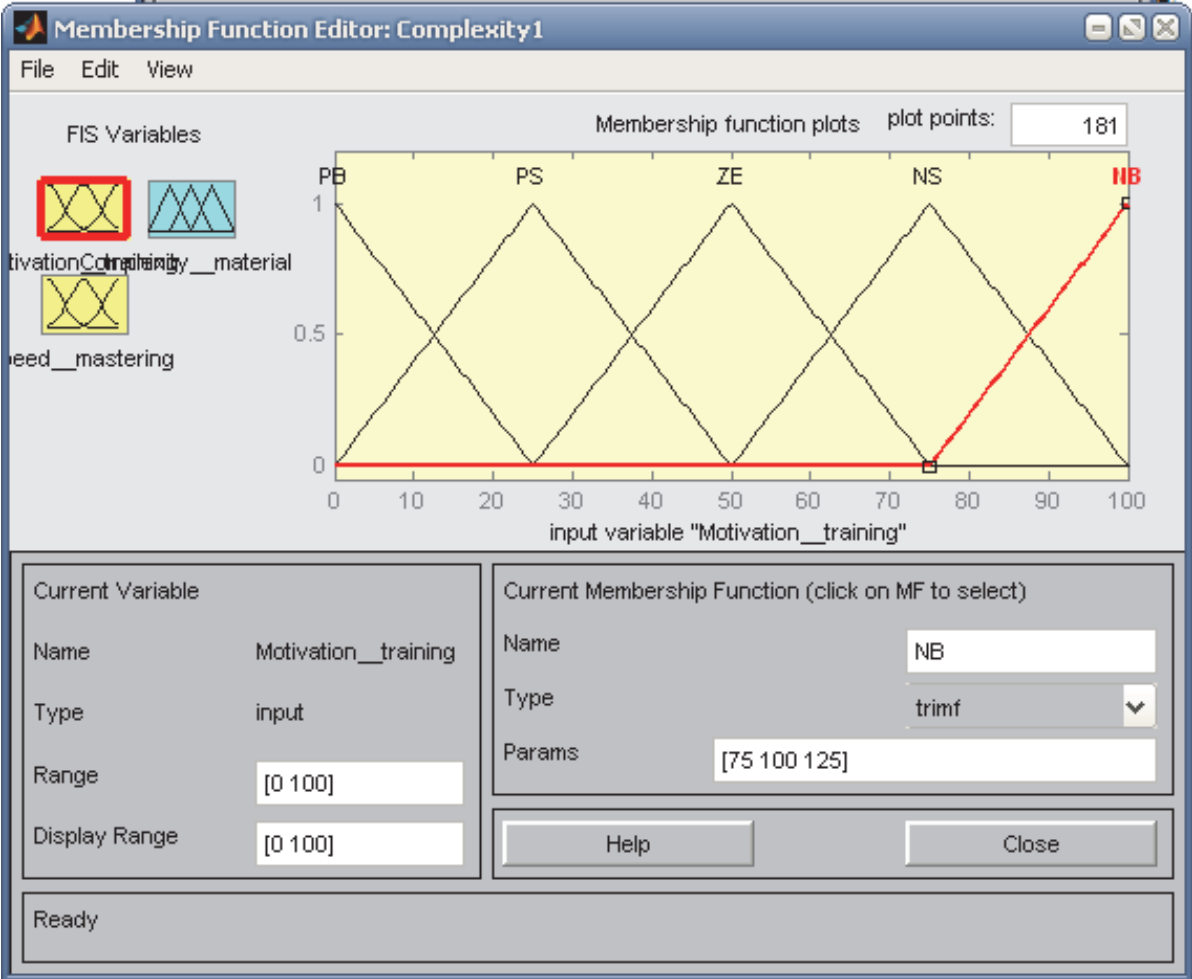 Membership Function Editor: Complexity1
File Edit View
FIS Variables
Membership function plots plot points: 181
PB PS ZE NS NB
1
0.5
0
0 10 20 30 40 50 60 70 80 90 100
input variable "Motivation__training"
tivation Complexity__material
eed__mastering
Current Variable
Name Motivation__training
Type input
Range [0 100]
Display Range [0 100]
Current Membership Function (click on MF to select)
Name NB
Type trimf
Params [75 100 125]
Help Close
Ready